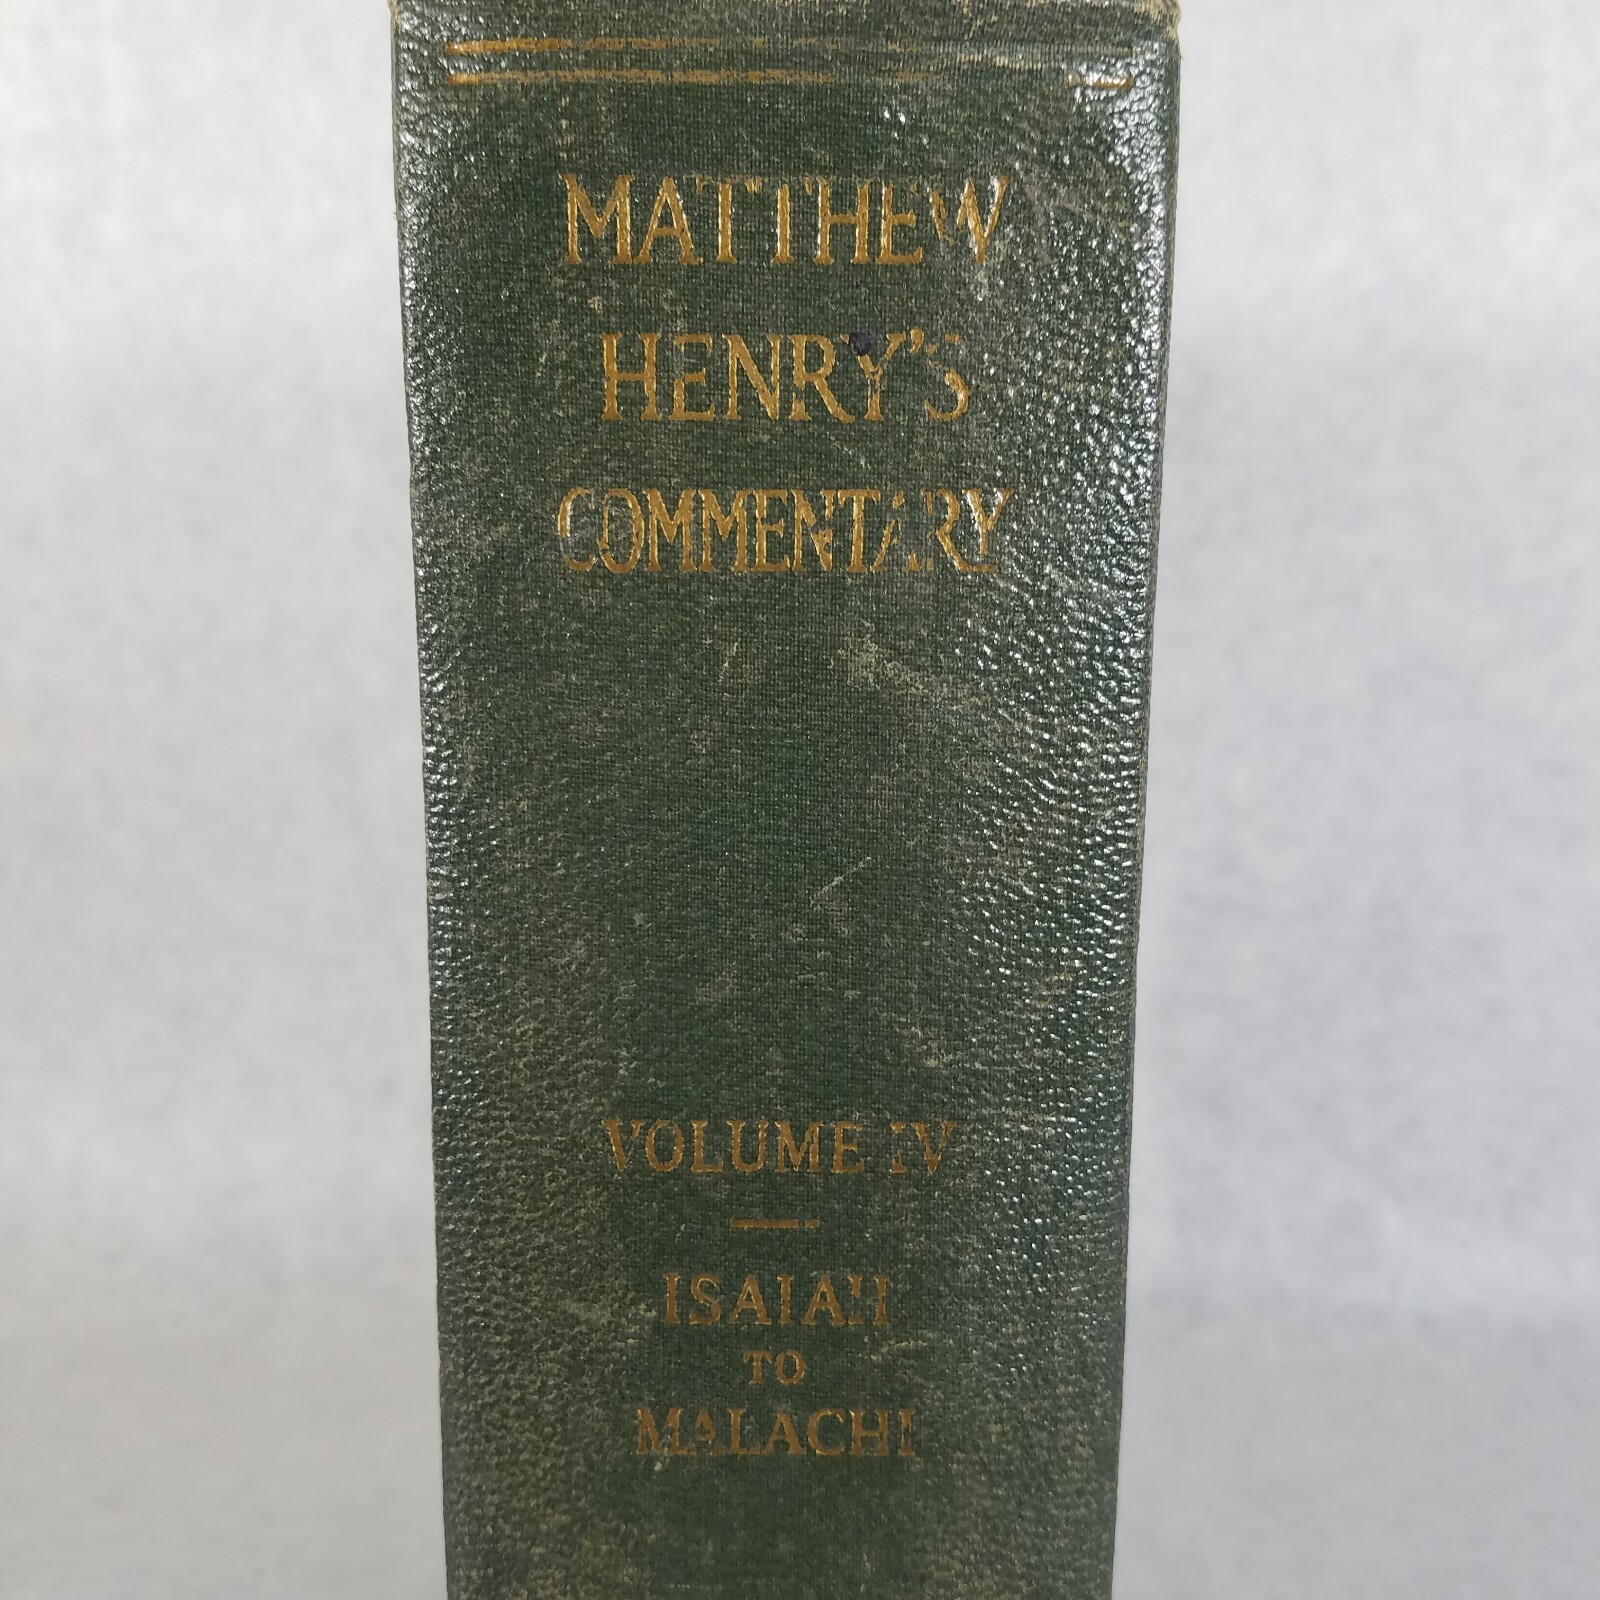 MATTHEW
HENRY'S
COMMENTARY
VOLUME IV
ISAIAH
TO
MALACHI